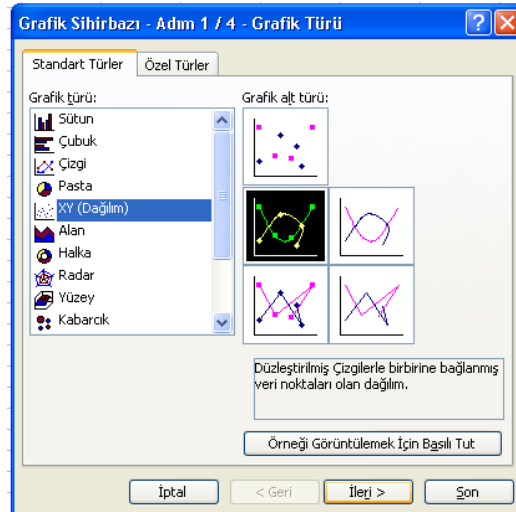 Grafik Sihirbazı - Adım 1 / 4 - Grafik Türü
Standart Türler
Özel Türler
Grafik türü:
Sütun
Çubuk
Çizgi
Pasta
XY (Dağılım)
Alan
Halka
Radar
Yüzey
Kabarcık
Grafik alt türü:
Düzleştirilmiş Çizgilerle birbirine bağlanmış
veri noktaları olan dağılım.
Örneği Görüntülemek İçin Basılı Tut
İptal
< Geri
İleri >
Son